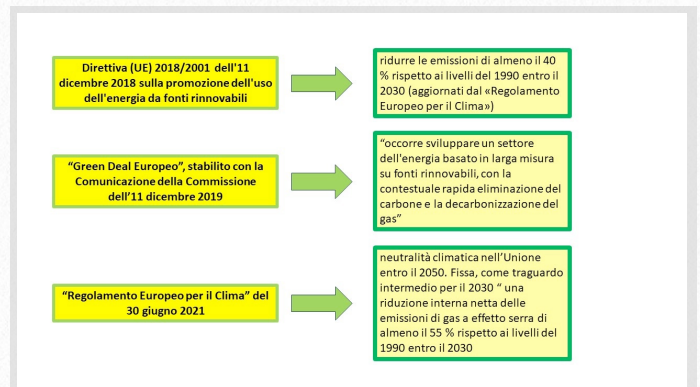 Direttiva (UE) 2018/2001 dell'11
dicembre 2018 sulla promozione dell'uso
dell'energia da fonti rinnovabili
ridurre le emissioni di almeno il 40
% rispetto ai livelli del 1990 entro il
2030 (aggiornati dal «Regolamento
Europeo per il Clima»)
“Green Deal Europeo”, stabilito con la
Comunicazione della Commissione
dell’11 dicembre 2019
“occorre sviluppare un settore
dell'energia basato in larga misura
su fonti rinnovabili, con la
contestuale rapida eliminazione del
carbone e la decarbonizzazione del
gas”
“Regolamento Europeo per il Clima” del
30 giugno 2021
neutralità climatica nell’Unione
entro il 2050. Fissa, come traguardo
intermedio per il 2030 “ una
riduzione interna netta delle
emissioni di gas a effetto serra di
almeno il 55 % rispetto ai livelli del
1990 entro il 2030